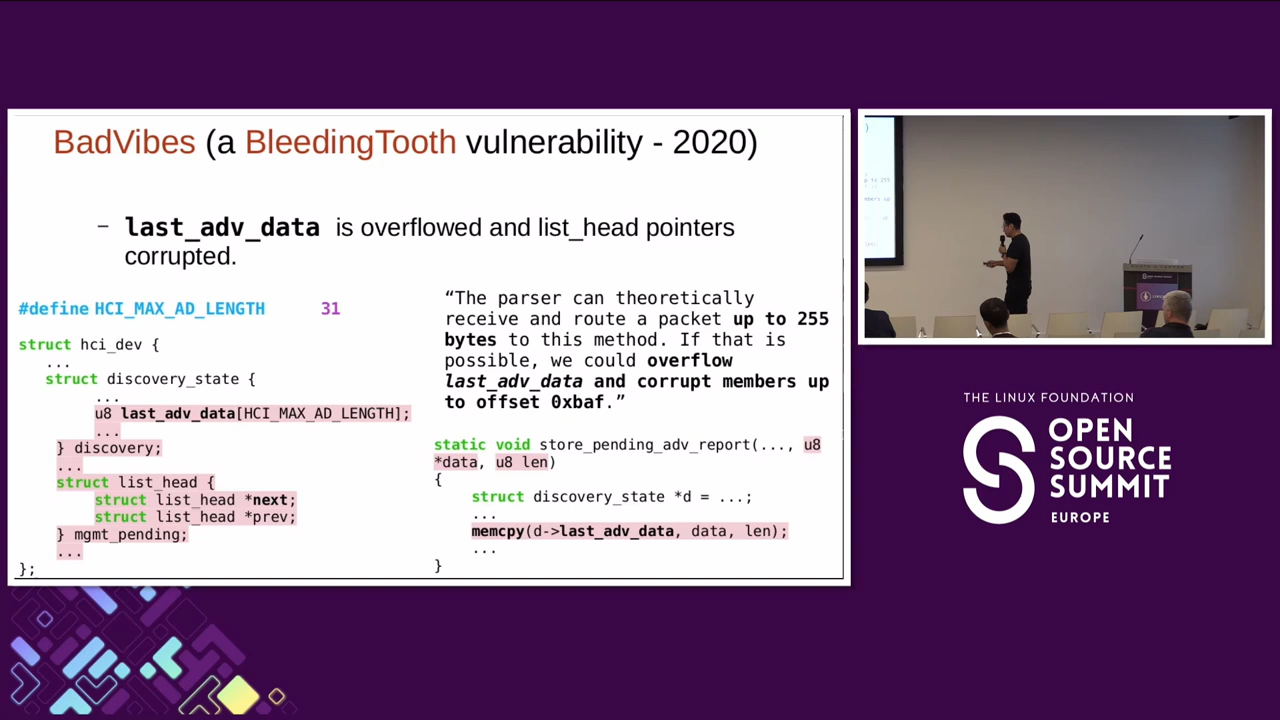 BadVibes (a BleedingTooth vulnerability - 2020)
– last_adv_data is overflowed and list_head pointers
corrupted.
#define HCI_MAX_AD_LENGTH 31
struct hci_dev {
...
struct discovery_state {
...
u8 last_adv_data[HCI_MAX_AD_LENGTH];
...
} discovery;
...
struct list_head {
struct list_head *next;
struct list_head *prev;
} mgmt_pending;
...
};
“The parser can theoretically
receive and route a packet up to 255
bytes to this method. If that is
possible, we could overflow
last_adv_data and corrupt members up
to offset 0xbaf.”
static void store_pending_adv_report(..., u8
*data, u8 len)
{
struct discovery_state *d = ...;
...
memcpy(d->last_adv_data, data, len);
...
}
THE LINUX FOUNDATION
OPEN
SOURCE
SUMMIT
EUROPE